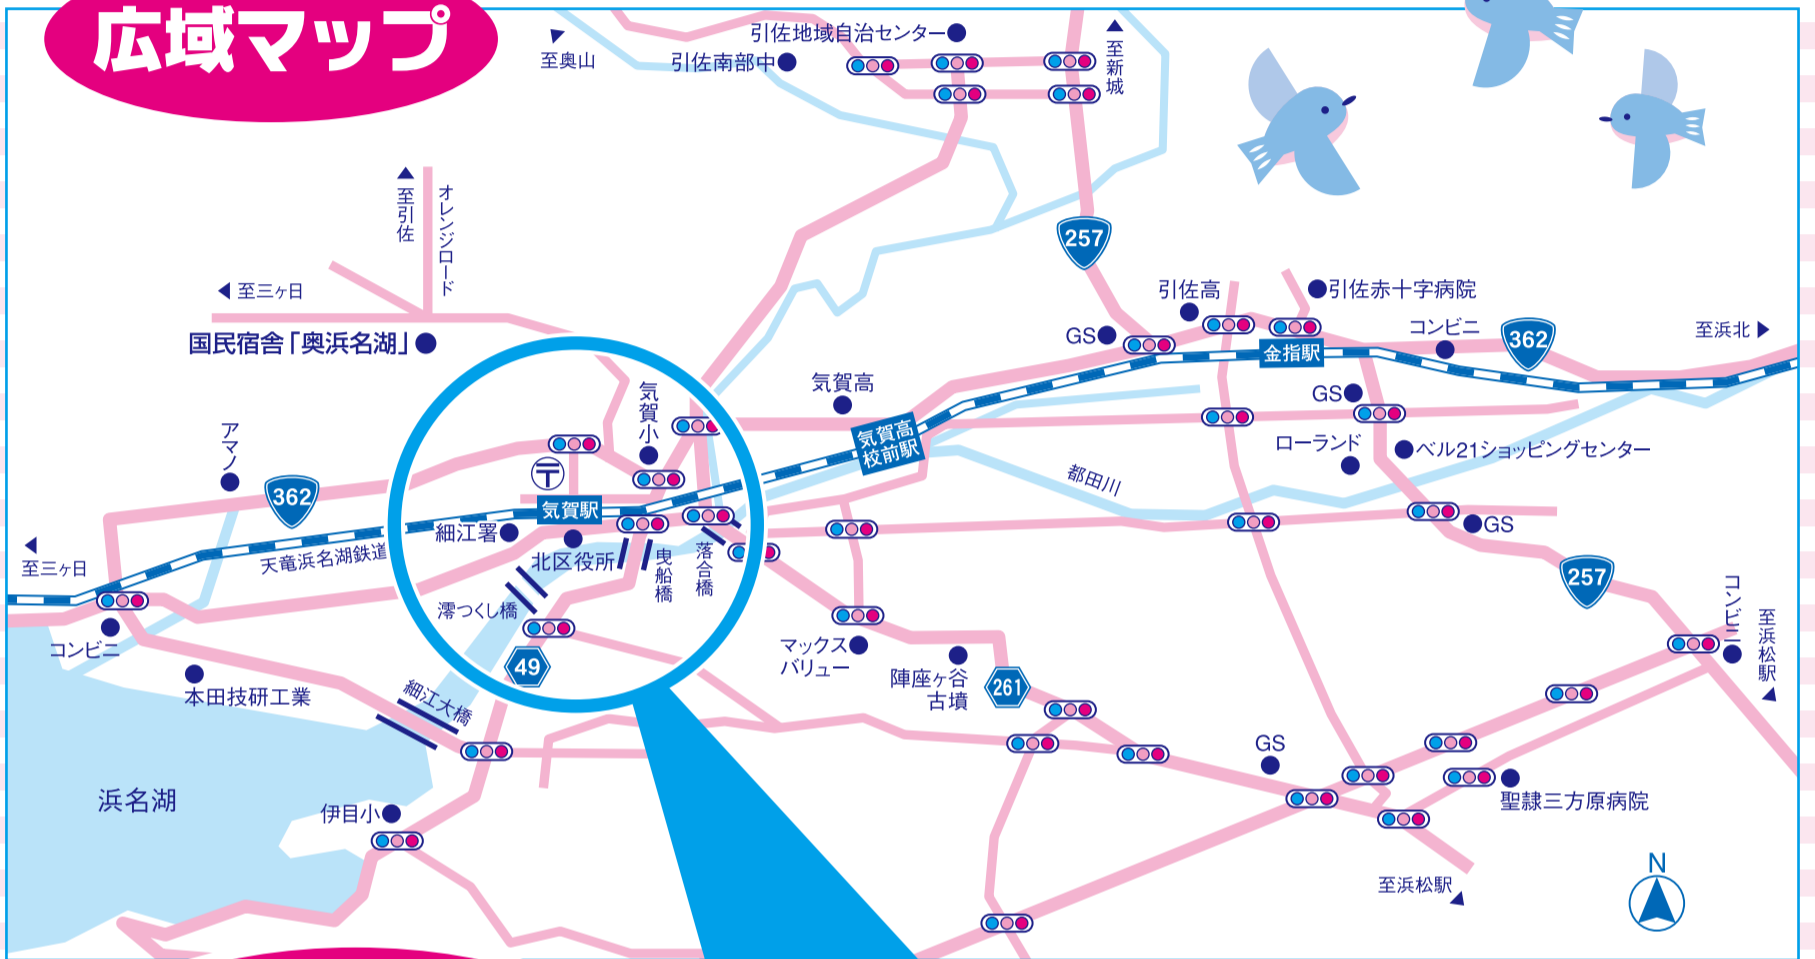 広域マップ
至奥山
引佐地域自治センター
引佐南部中
至新城
至引佐
オレンジロード
至三ヶ日
国民宿舎「奥浜名湖」
257
引佐高
引佐赤十字病院
GS
コンビニ
362
至浜北
金指駅
気賀小
気賀高
気賀高
校前駅
GS
ローランド
ベル21ショッピングセンター
アマノ
362
〒
気賀駅
都田川
細江署
北区役所
曳船橋
落合橋
GS
至三ヶ日
天竜浜名湖鉄道
澪つくし橋
257
コンビニ
コンビニ
至浜松駅
本田技研工業
49
マックス
バリュー
陣座ヶ谷
古墳
261
細江大橋
GS
浜名湖
伊目小
聖隷三方原病院
至浜松駅
N